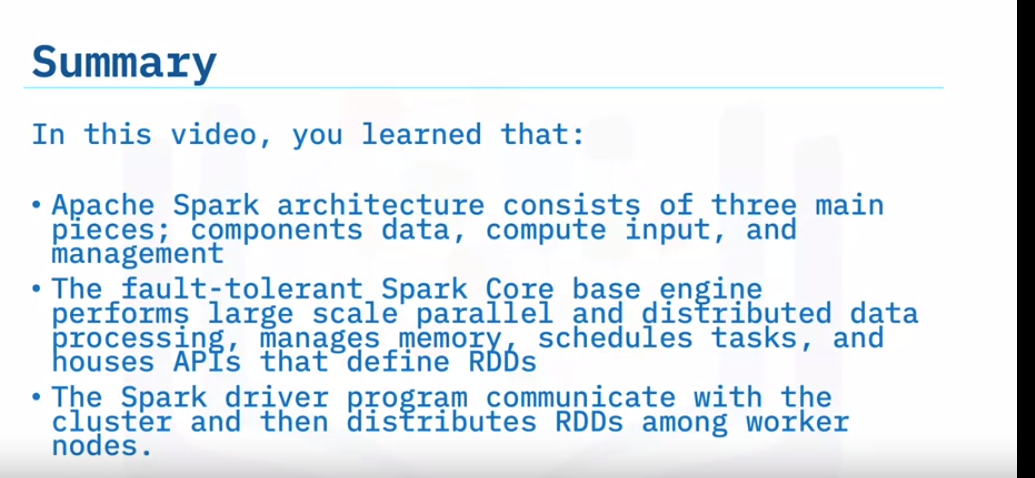 Summary
In this video, you learned that:
• Apache Spark architecture consists of three main
pieces; components data, compute input, and
management
• The fault-tolerant Spark Core base engine
performs large scale parallel and distributed data
processing, manages memory, schedules tasks, and
houses APIs that define RDDs
• The Spark driver program communicate with the
cluster and then distributes RDDs among worker
nodes.